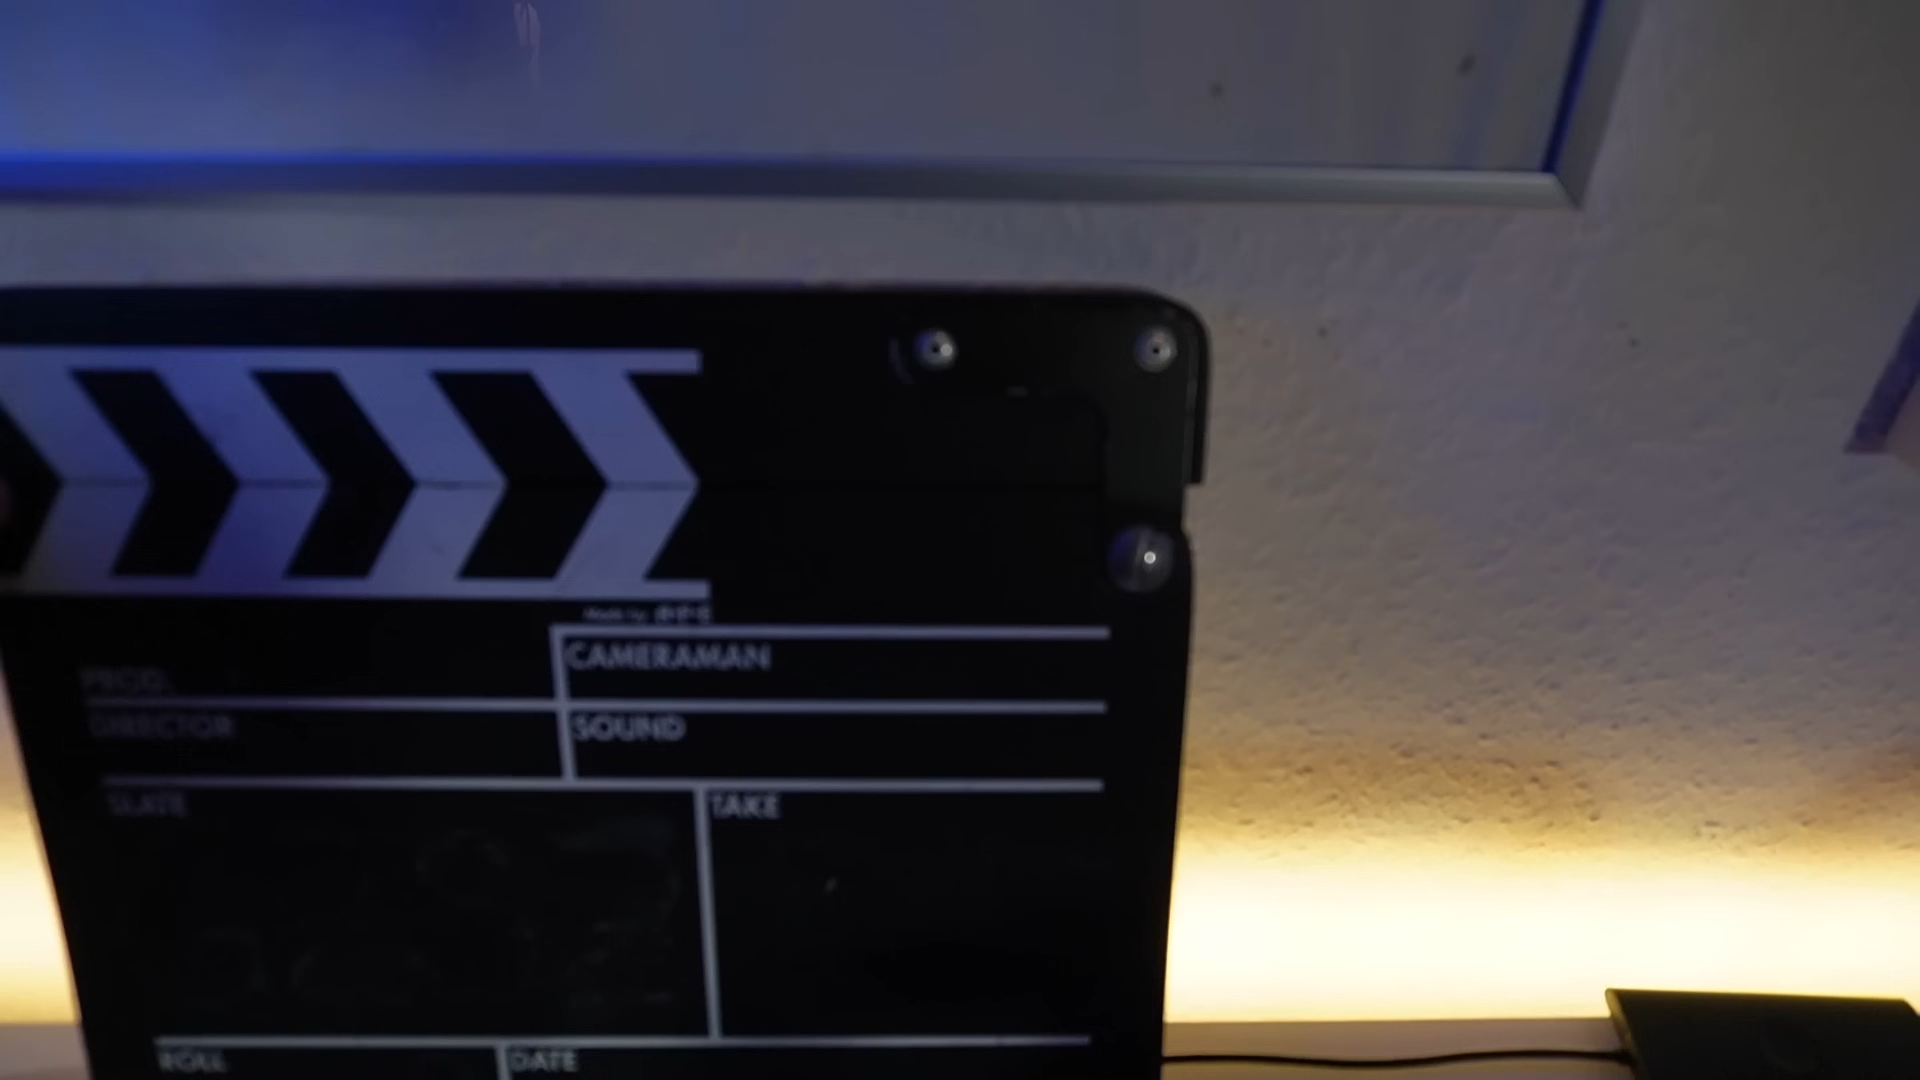 CAMERAMAN
PROD.
DIRECTOR
SOUND
SLATE
TAKE
ROLL
DATE